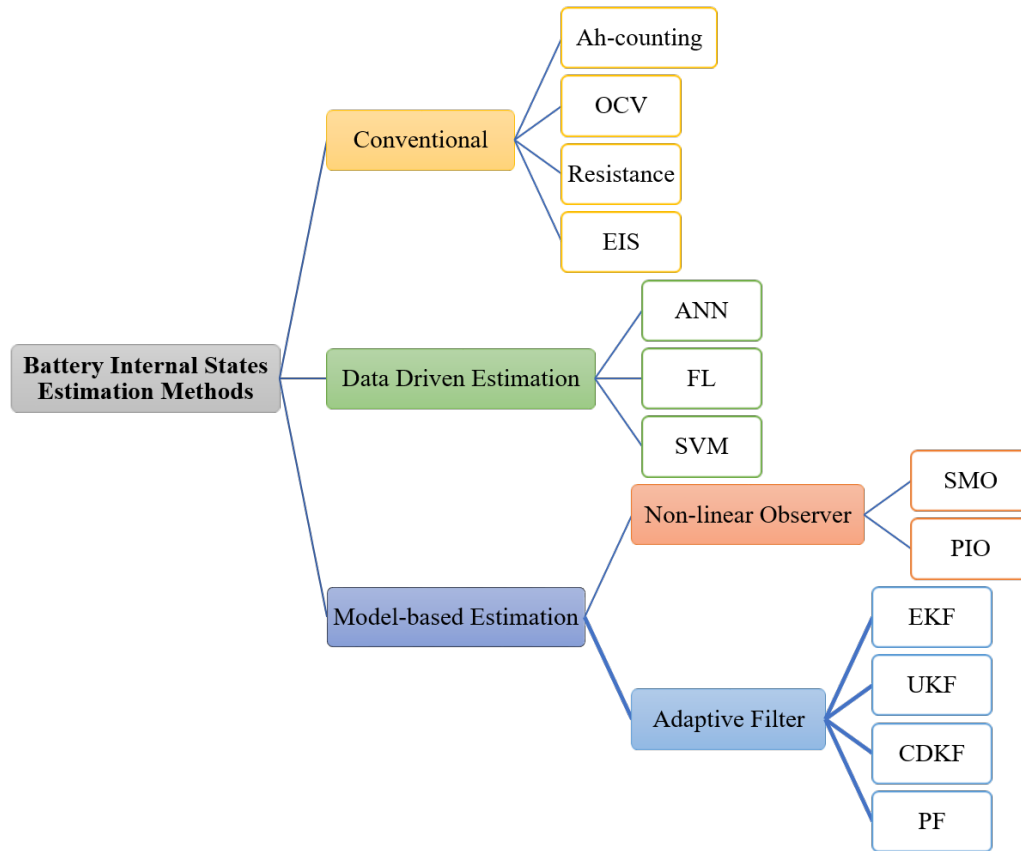 Battery Internal States
Estimation Methods
Conventional
Ah-counting
OCV
Resistance
EIS
Data Driven Estimation
ANN
FL
SVM
Model-based Estimation
Non-linear Observer
SMO
PIO
Adaptive Filter
EKF
UKF
CDKF
PF